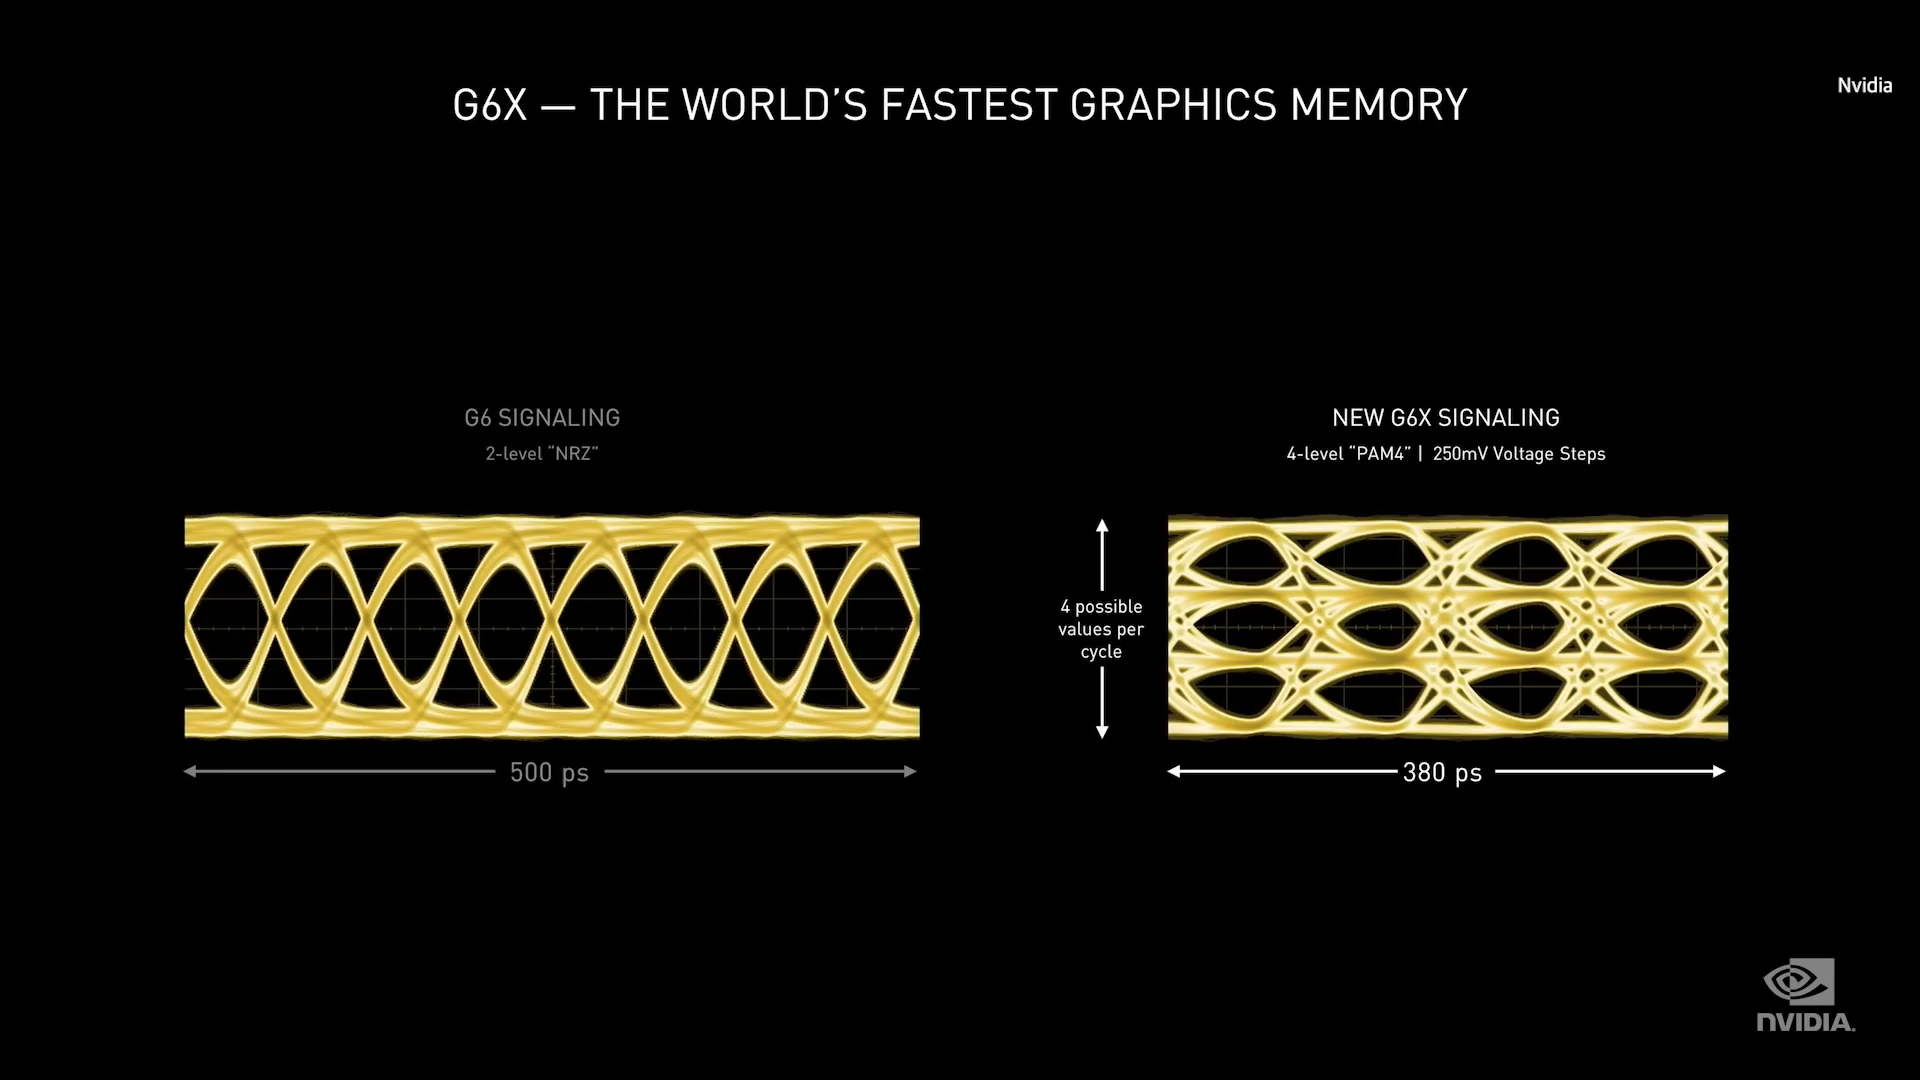 G6X — THE WORLD'S FASTEST GRAPHICS MEMORY
Nvidia
G6 SIGNALING
2-level “NRZ”
500 ps
NEW G6X SIGNALING
4-level “PAM4” | 250mV Voltage Steps
4 possible
values per
cycle
380 ps
NVIDIA.